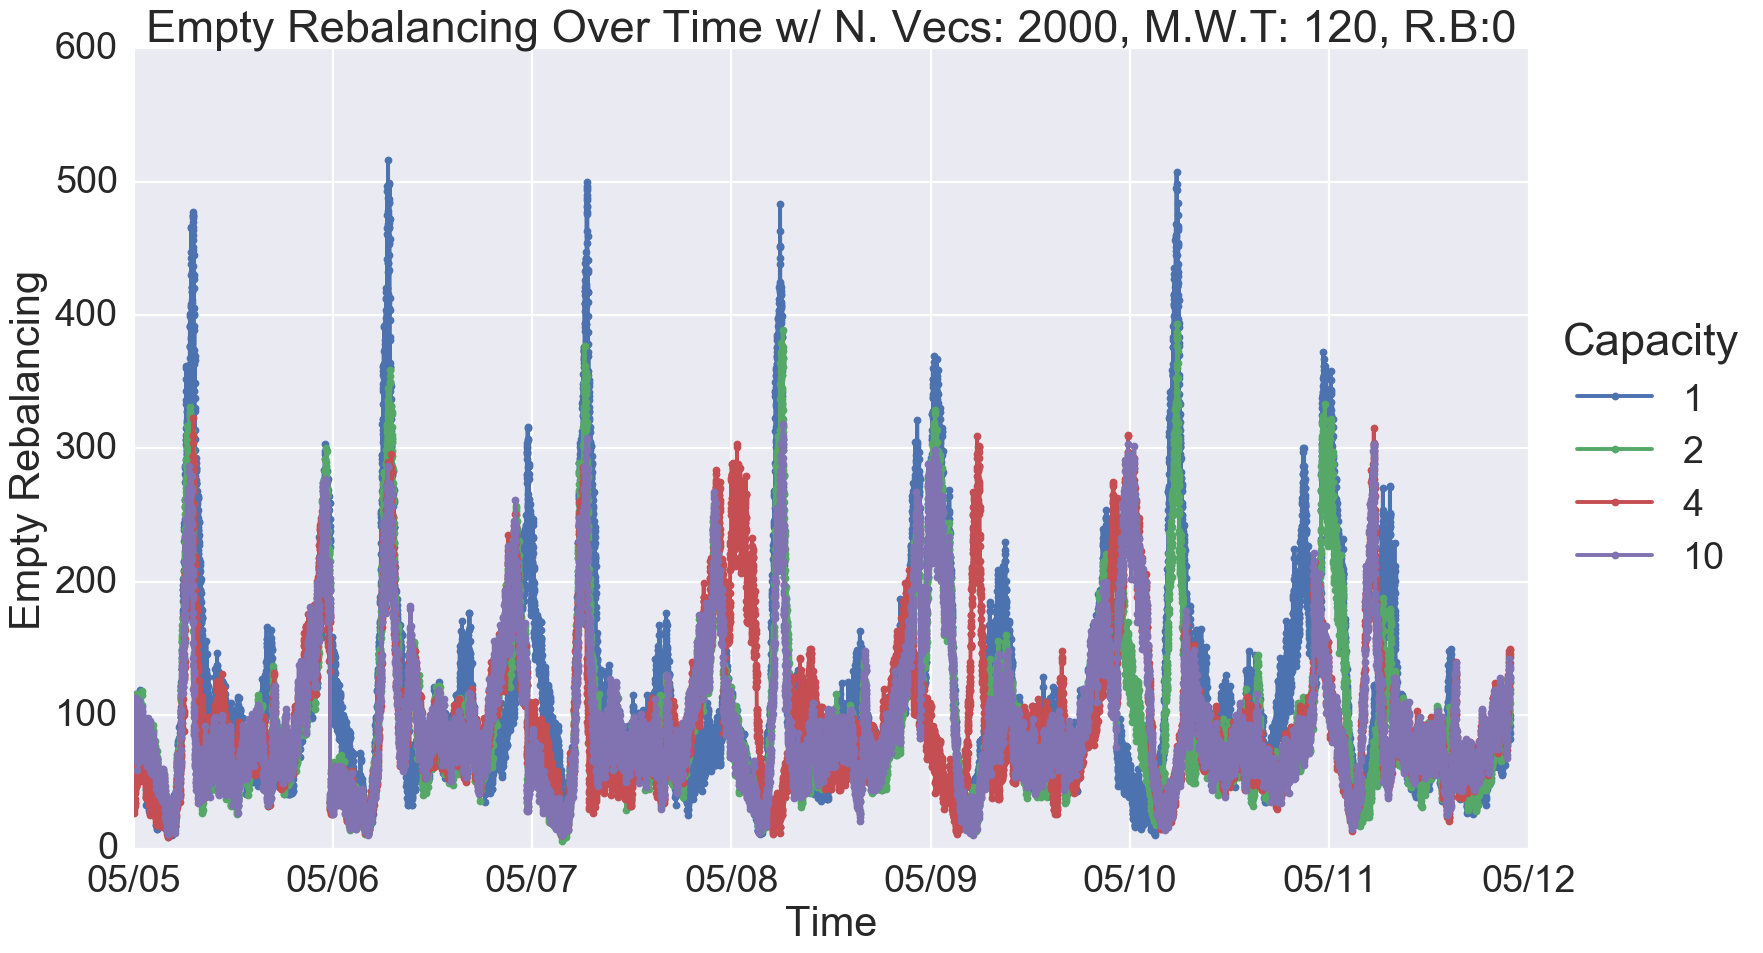 Empty Rebalancing Over Time w/ N. Vecs: 2000, M.W.T: 120, R.B:0
600
500
400
300
200
100
0
Empty Rebalancing
05/05 05/06 05/07 05/08 05/09 05/10 05/11 05/12
Time
Capacity
1
2
4
10